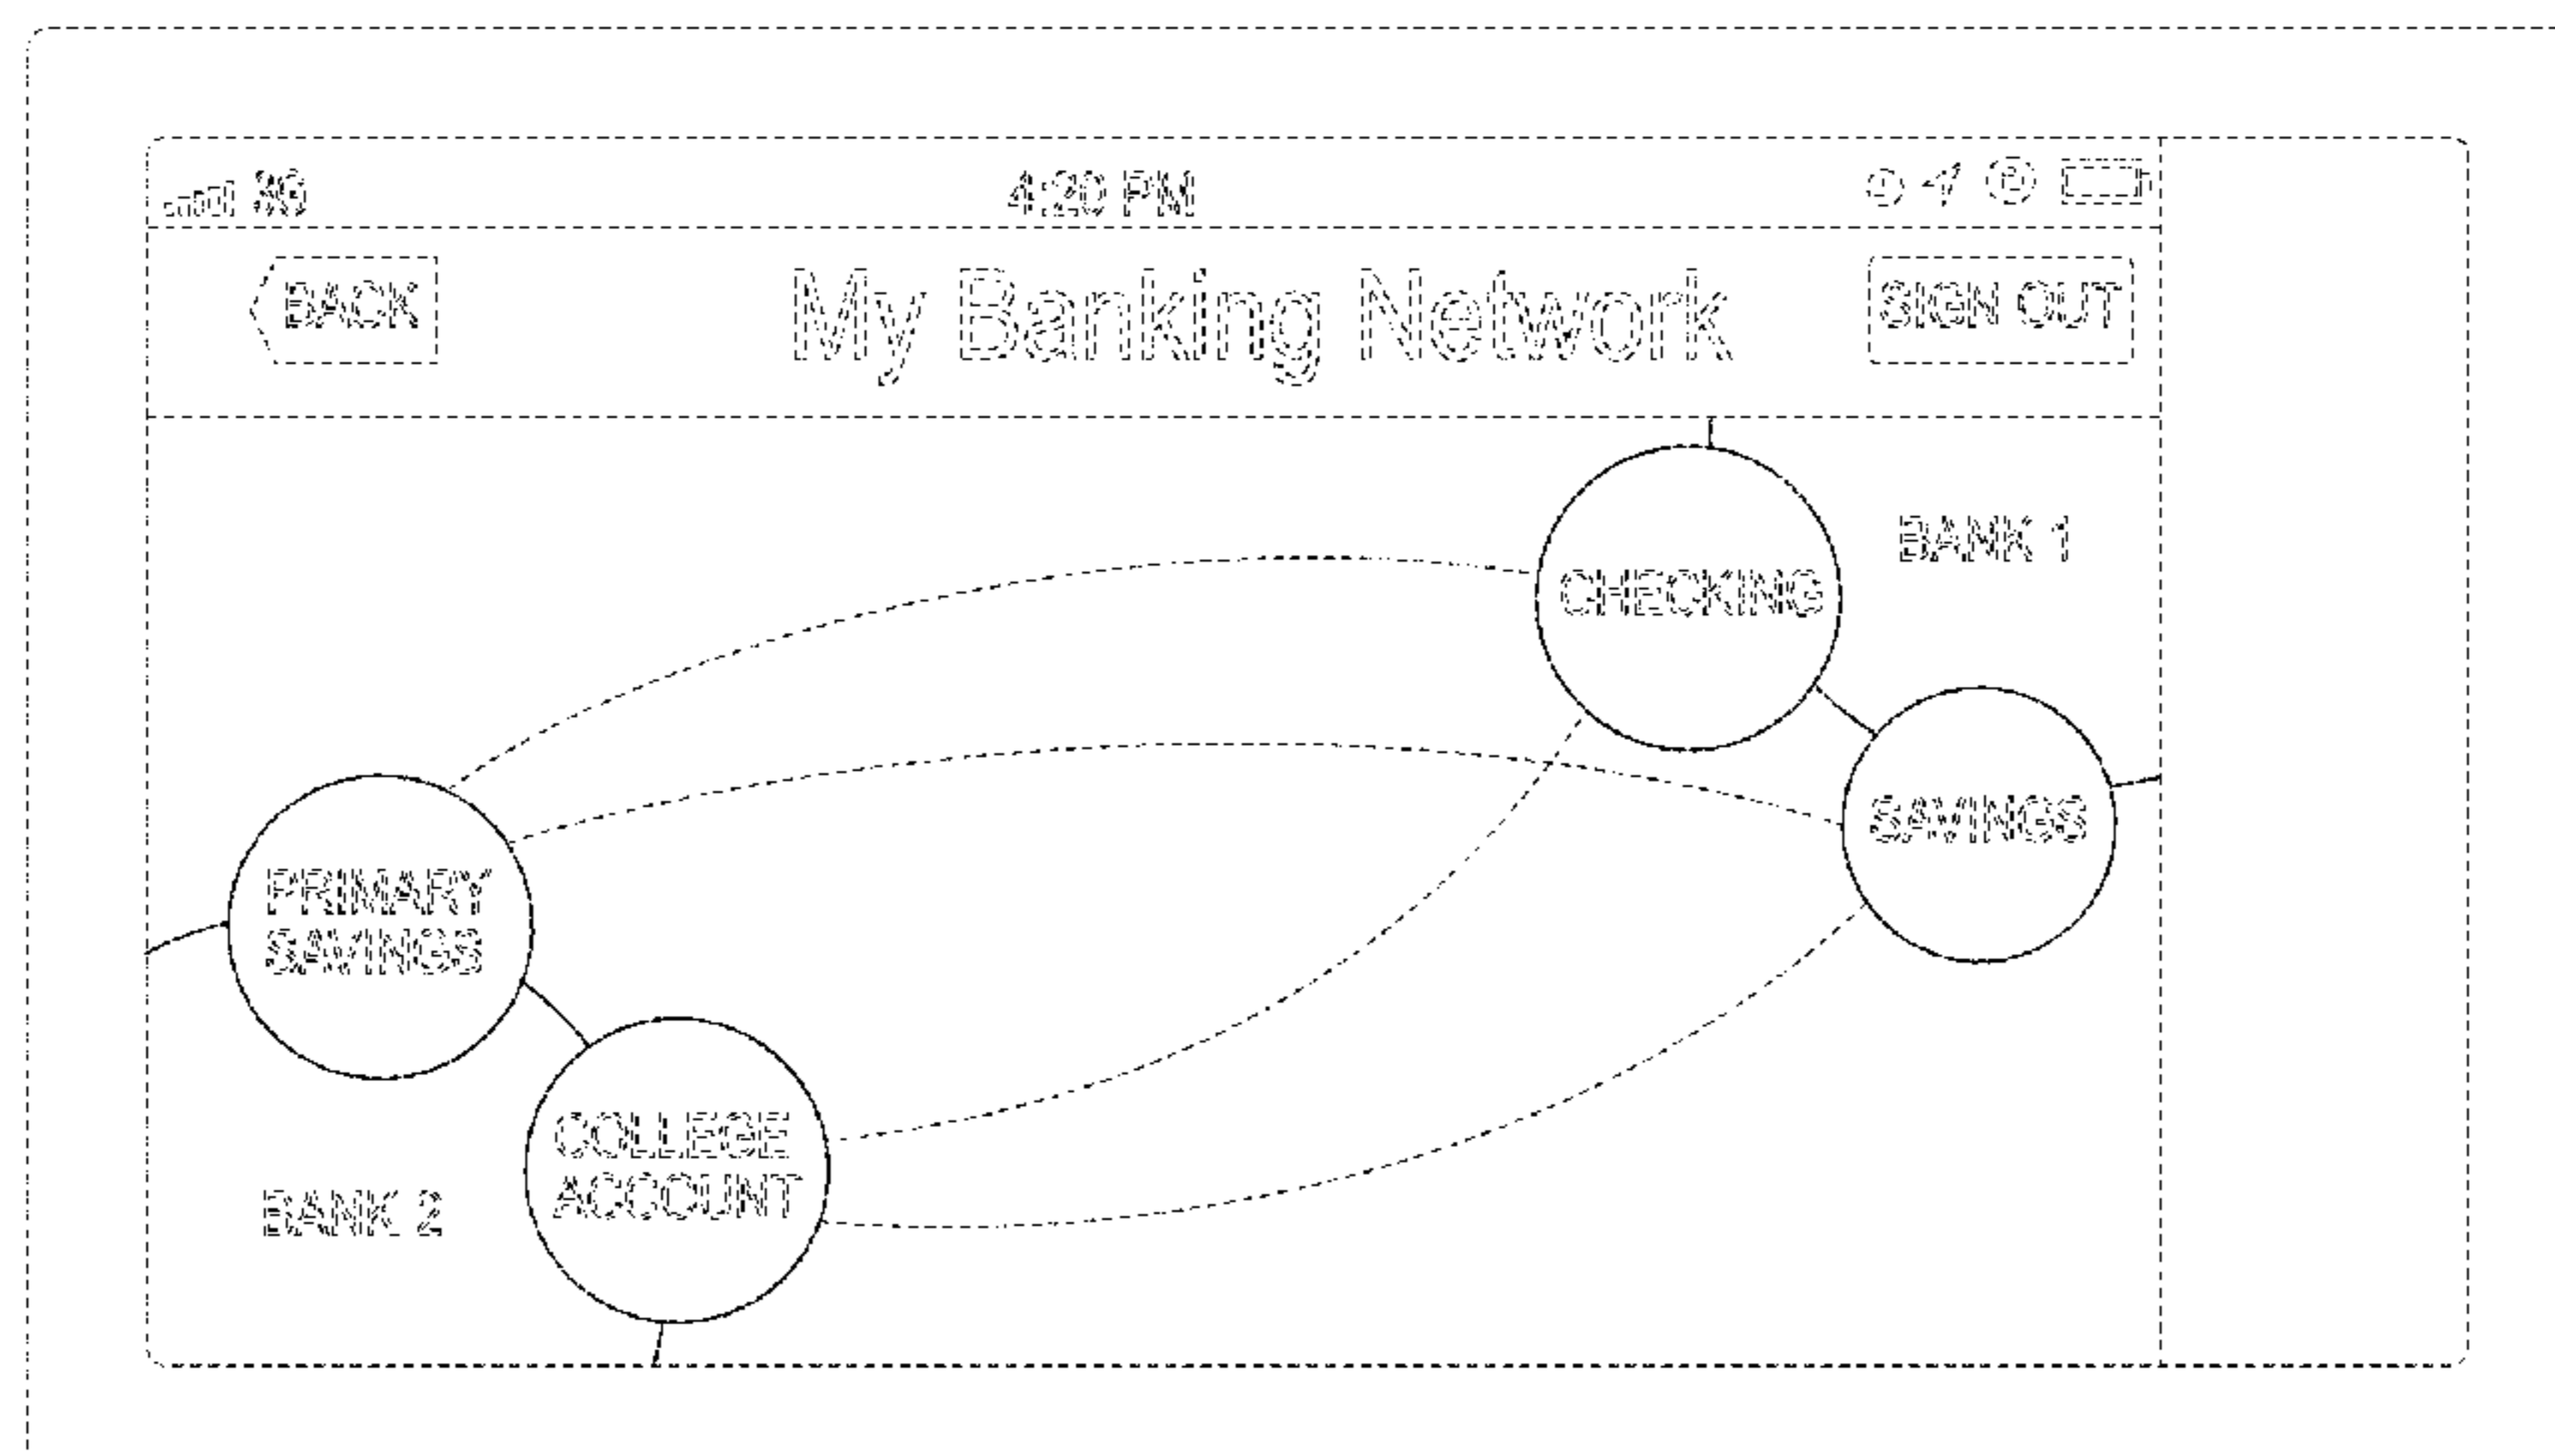 3G 4:20 PM
BACK My Banking Network SIGN OUT
BANK 1
CHECKING
SAVINGS
PRIMARY
SAVINGS
COLLEGE
ACCOUNT
BANK 2